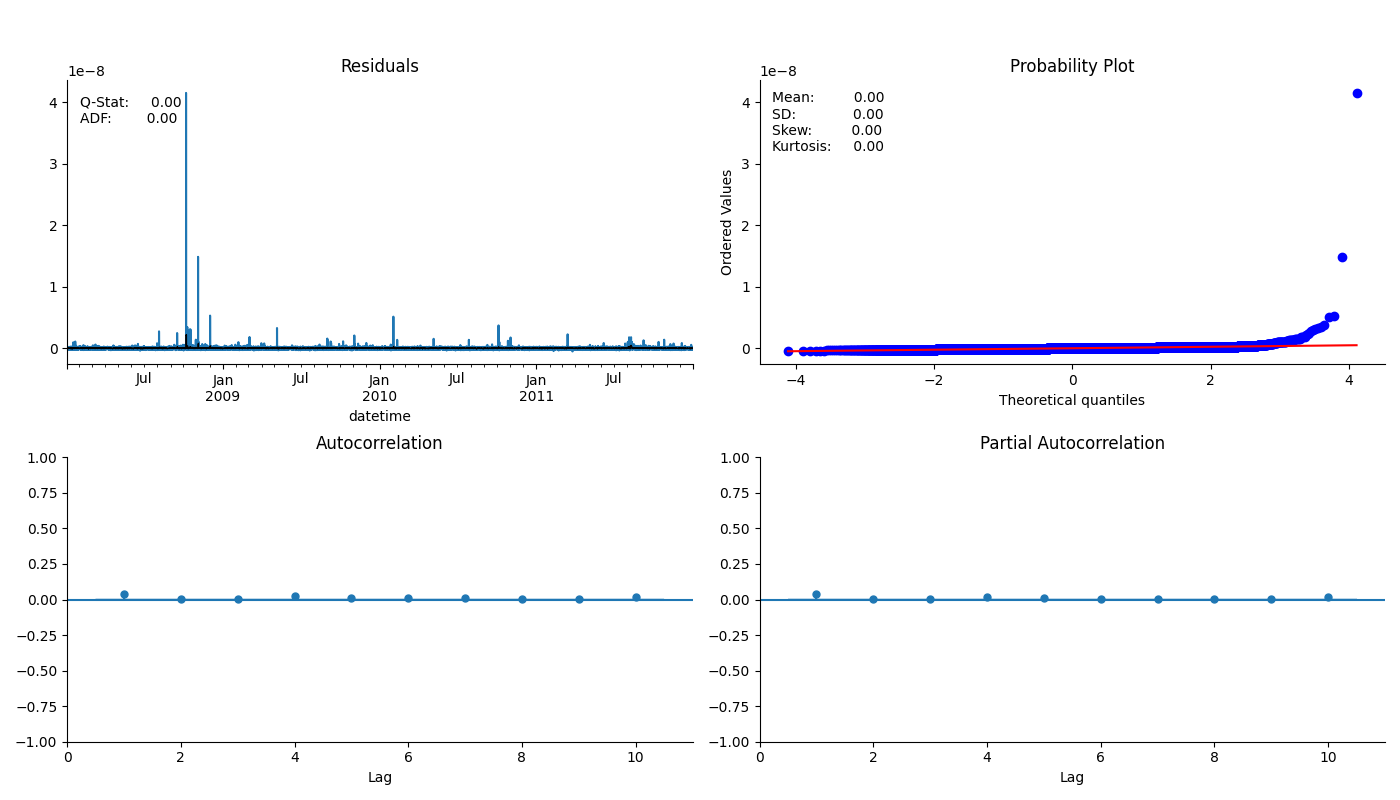 Residuals
1e−8
Q-Stat: 0.00
ADF: 0.00
4
3
2
1
0
Jul
Jan
2009
Jul
Jan
2010
Jul
Jan
2011
Jul
datetime
Probability Plot
1e−8
Mean: 0.00
SD: 0.00
Skew: 0.00
Kurtosis: 0.00
Ordered Values
4
3
2
1
0
−4 −2 0 2 4
Theoretical quantiles
Autocorrelation
1.00
0.75
0.50
0.25
0.00
−0.25
−0.50
−0.75
−1.00
0 2 4 6 8 10
Lag
Partial Autocorrelation
1.00
0.75
0.50
0.25
0.00
−0.25
−0.50
−0.75
−1.00
0 2 4 6 8 10
Lag